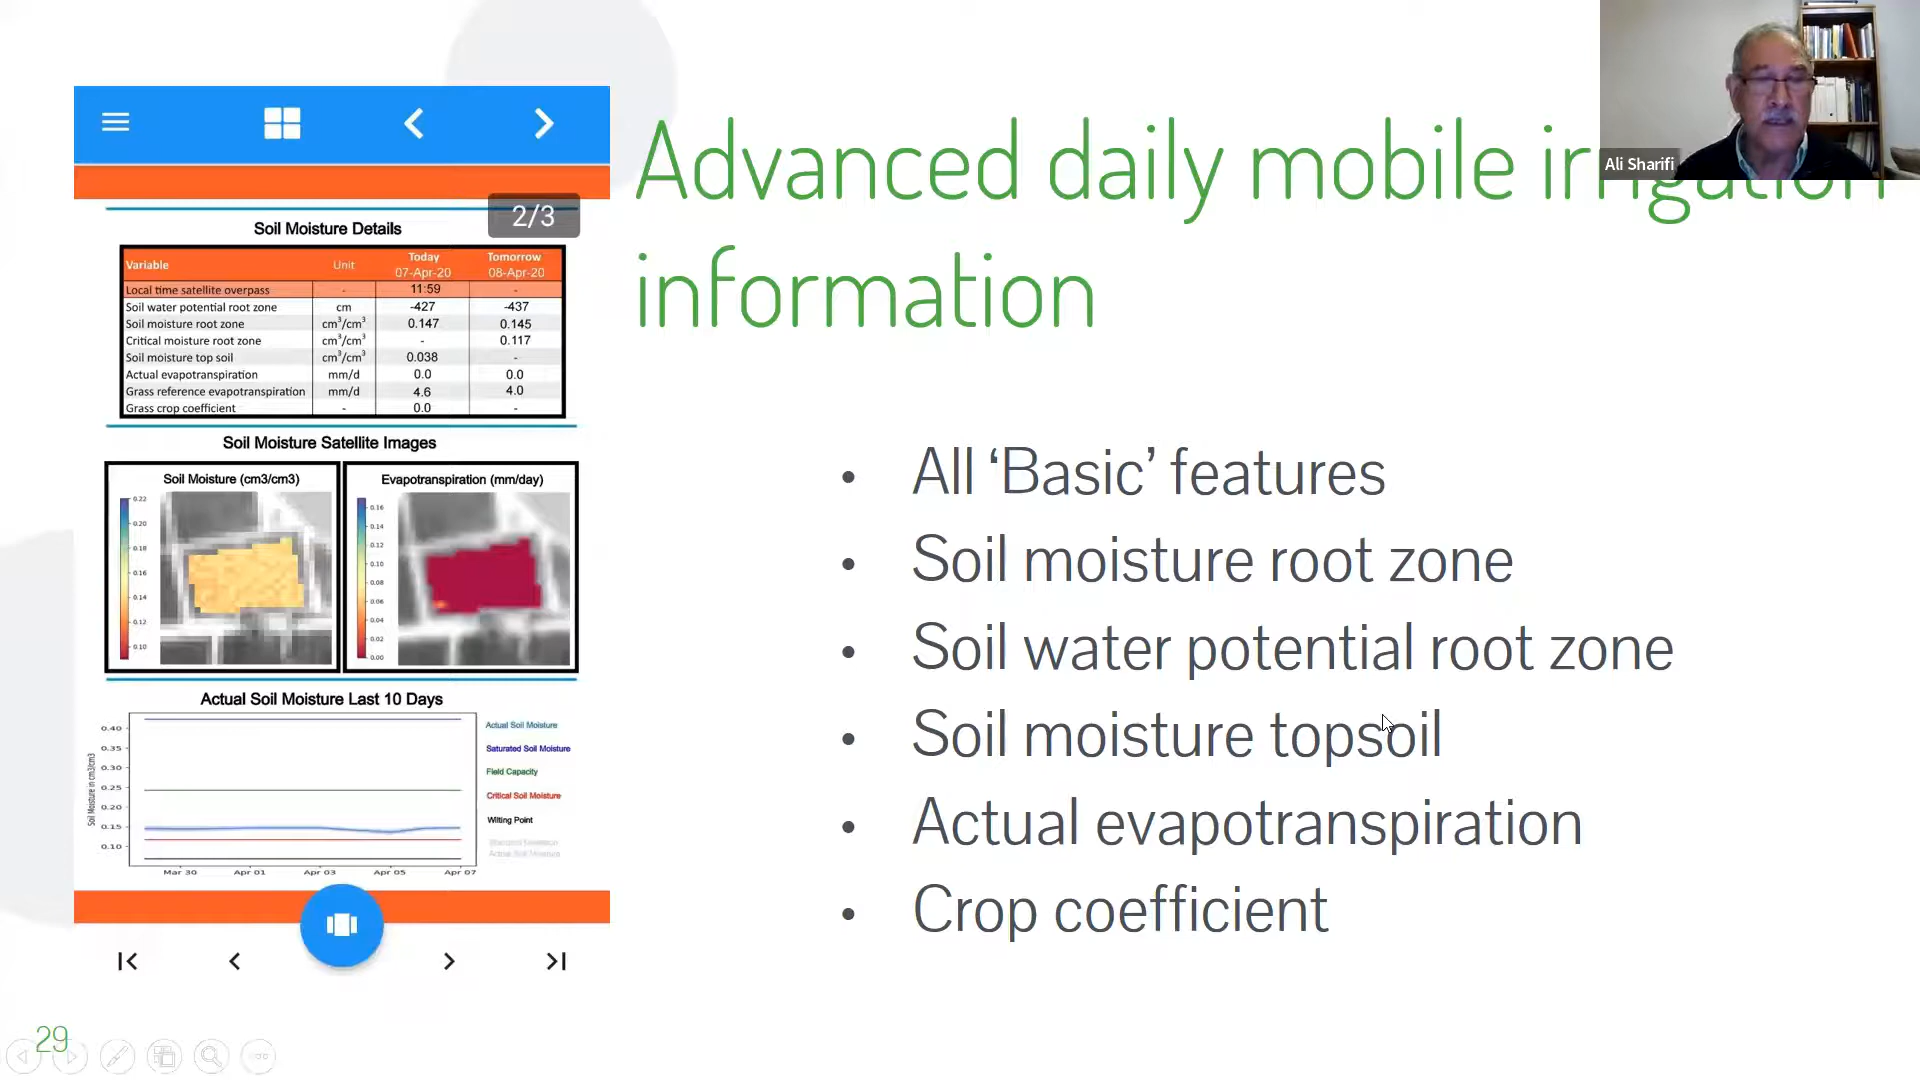 Ali Sharifi
Advanced daily mobile irrigation
information
2/3
Soil Moisture Details
Variable Unit Today Tomorrow
07-Apr-20 08-Apr-20
Local time satellite overpass - 11:59 -
Soil water potential root zone cm -427 -437
Soil moisture root zone cm³/cm³ 0.147 0.145
Critical moisture root zone cm³/cm³ - 0.117
Soil moisture top soil cm³/cm³ 0.038 -
Actual evapotranspiration mm/d 0.0 0.0
Grass reference evapotranspiration mm/d 4.6 4.0
Grass crop coefficient - 0.0 -
Soil Moisture Satellite Images
Soil Moisture (cm3/cm3)
0.22
0.20
0.18
0.16
0.14
0.12
0.10
Evapotranspiration (mm/day)
0.16
0.14
0.12
0.10
0.08
0.06
0.04
0.02
0.00
Actual Soil Moisture Last 10 Days
Soil Moisture in cm3/cm3
0.40
0.35
0.30
0.25
0.20
0.15
0.10
Mar 30 Apr 01 Apr 03 Apr 05 Apr 07
Actual Soil Moisture
Saturated Soil Moisture
Field Capacity
Critical Soil Moisture
Wilting Point
Actual Soil Moisture
• All ‘Basic’ features
• Soil moisture root zone
• Soil water potential root zone
• Soil moisture topsoil
• Actual evapotranspiration
• Crop coefficient
29